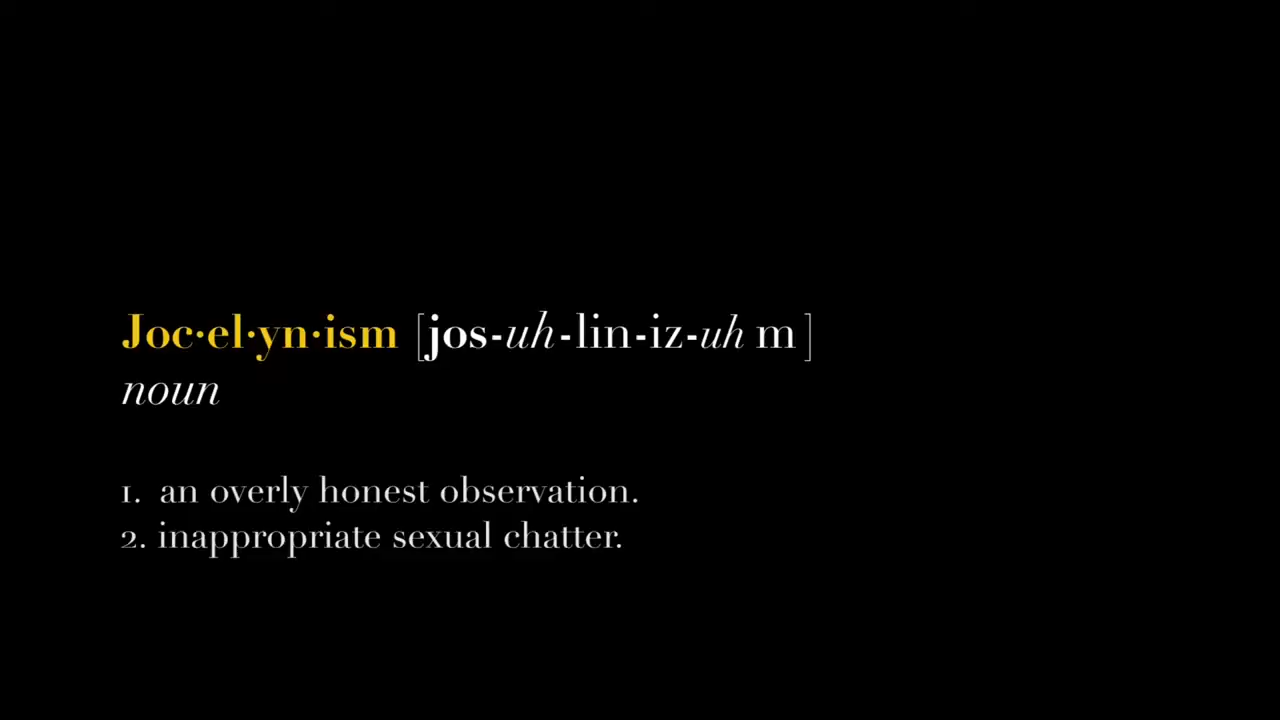 Joc·el·yn·ism [jos-uh-lin-iz-uh m ]
noun
1. an overly honest observation.
2. inappropriate sexual chatter.